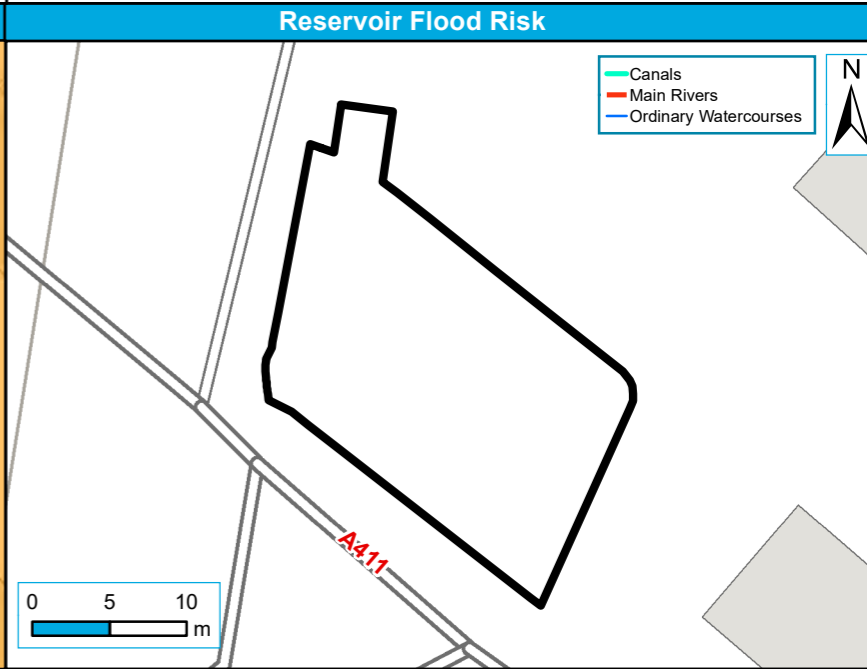 Reservoir Flood Risk
Canals
Main Rivers
Ordinary Watercourses
N
A411
0 5 10
m